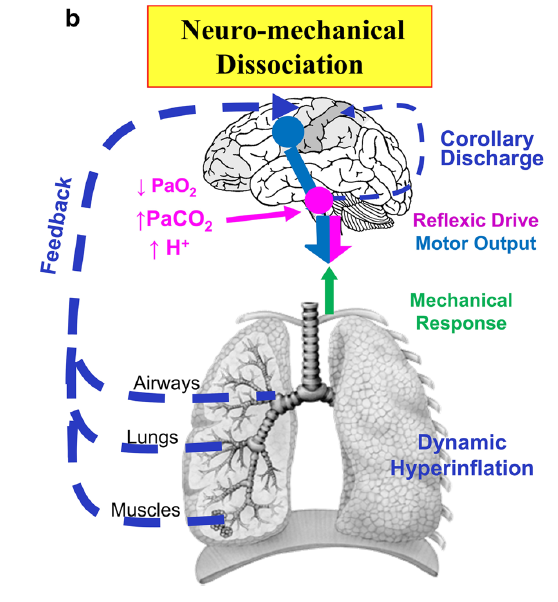 b
Neuro-mechanical
Dissociation
Corollary
Discharge
↓ PaO₂
↑PaCO₂
↑ H⁺
Feedback
Reflexic Drive
Motor Output
Mechanical
Response
Airways
Lungs
Dynamic
Hyperinflation
Muscles